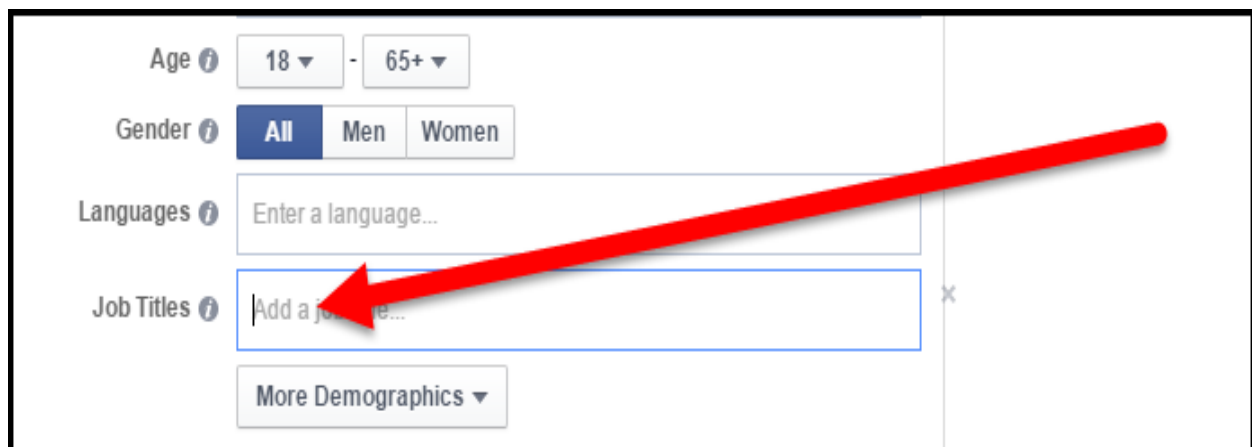 Age 18 - 65+
Gender All Men Women
Languages Enter a language...
Job Titles Add a
More Demographics